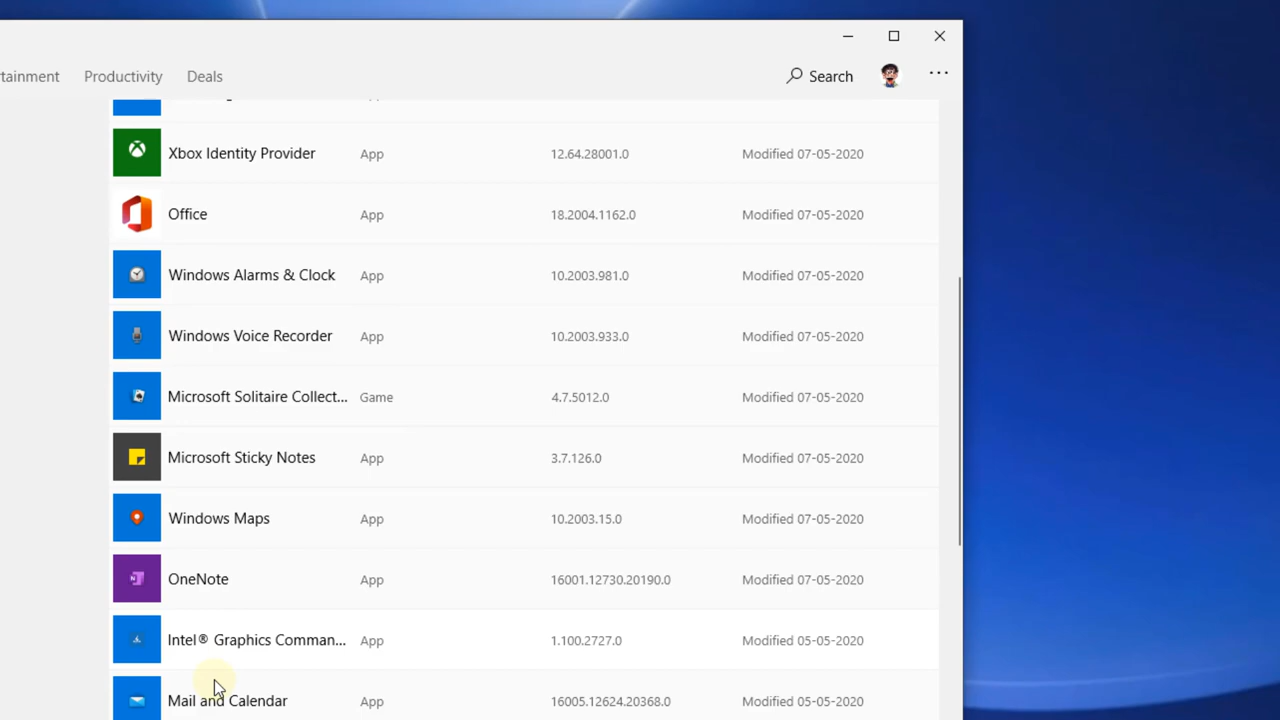 tainment Productivity Deals Search
Xbox Identity Provider App 12.64.28001.0 Modified 07-05-2020
Office App 18.2004.1162.0 Modified 07-05-2020
Windows Alarms & Clock App 10.2003.981.0 Modified 07-05-2020
Windows Voice Recorder App 10.2003.933.0 Modified 07-05-2020
Microsoft Solitaire Collect... Game 4.7.5012.0 Modified 07-05-2020
Microsoft Sticky Notes App 3.7.126.0 Modified 07-05-2020
Windows Maps App 10.2003.15.0 Modified 07-05-2020
OneNote App 16001.12730.20190.0 Modified 07-05-2020
Intel® Graphics Comman... App 1.100.2727.0 Modified 05-05-2020
Mail and Calendar App 16005.12624.20368.0 Modified 05-05-2020